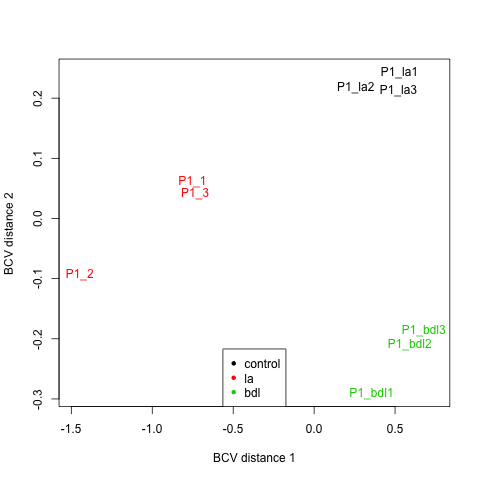 P1_la1
P1_la2
P1_la3
P1_1
P1_3
P1_2
P1_bdl3
P1_bdl2
P1_bdl1
control
la
bdl
0.2
0.1
0.0
-0.1
-0.2
-0.3
BCV distance 2
-1.5 -1.0 -0.5 0.0 0.5
BCV distance 1